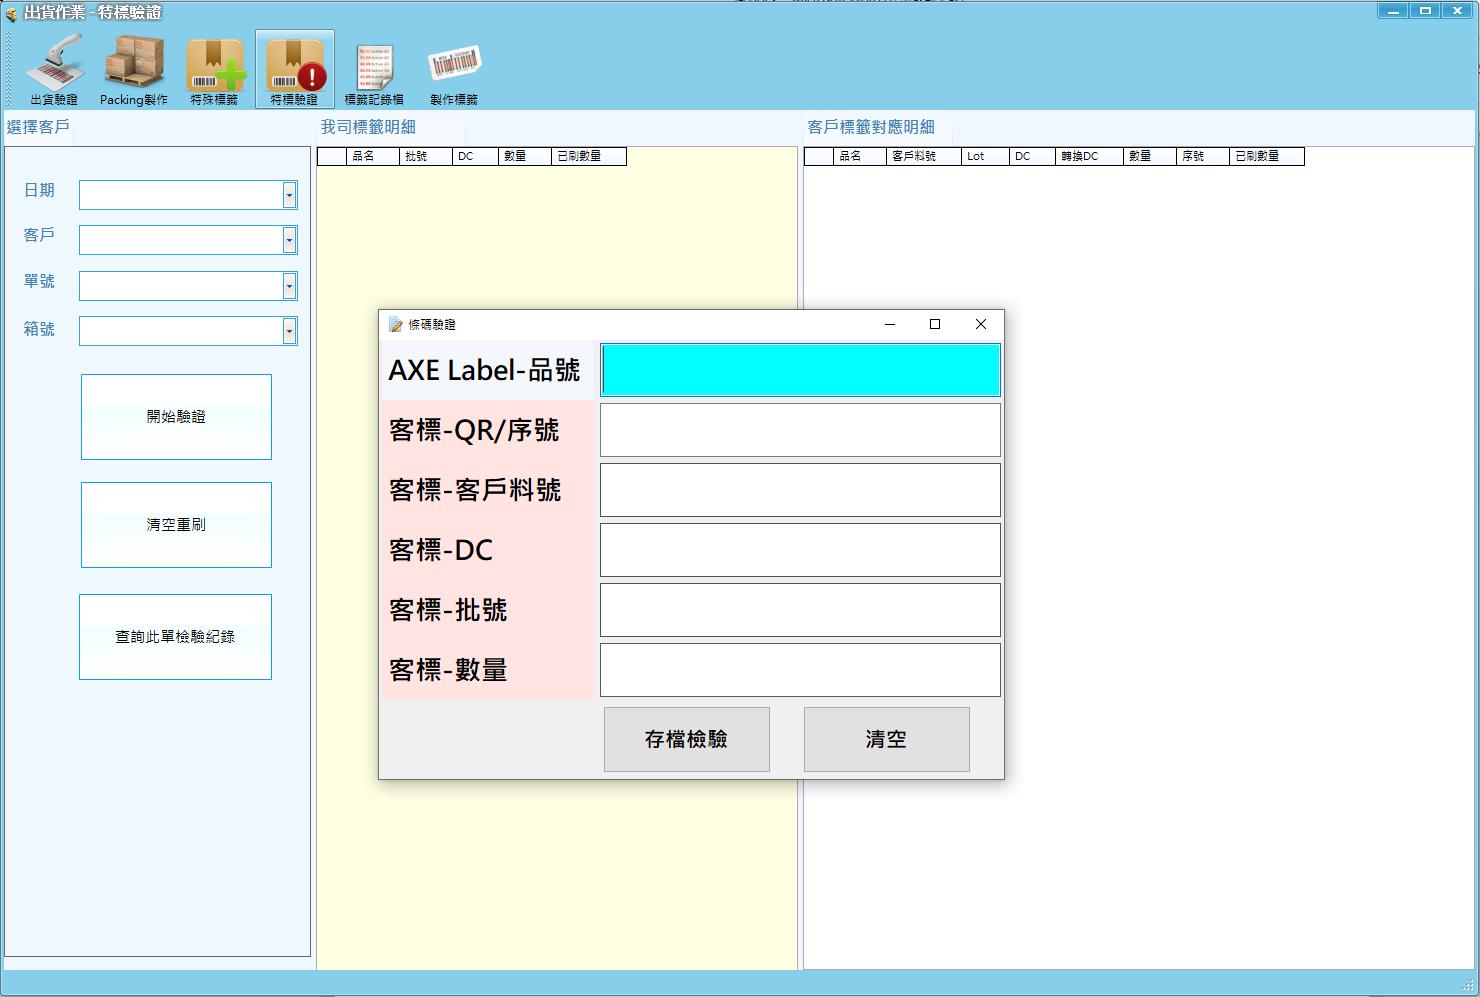 出貨作業 - 特標驗證
出貨驗證
Packing製作
特殊標籤
特標驗證
標籤記錄檔
製作標籤
選擇客戶
日期
客戶
單號
箱號
開始驗證
清空重刷
查詢此單檢驗紀錄
我司標籤明細
品名 批號 DC 數量 已刷數量
客戶標籤對應明細
品名 客戶料號 Lot DC 轉換DC 數量 序號 已刷數量
條碼驗證
AXE Label-品號
客標-QR/序號
客標-客戶料號
客標-DC
客標-批號
客標-數量
存檔檢驗
清空